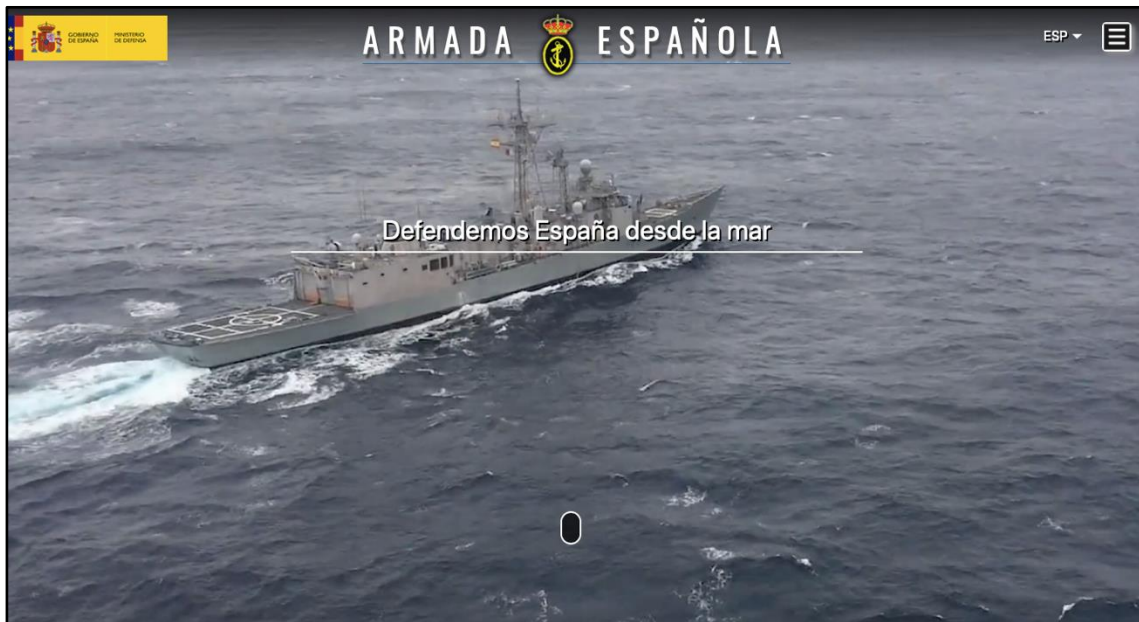 GOBIERNO
DE ESPAÑA
MINISTERIO
DE DEFENSA
ARMADA ESPAÑOLA
ESP
Defendemos España desde la mar